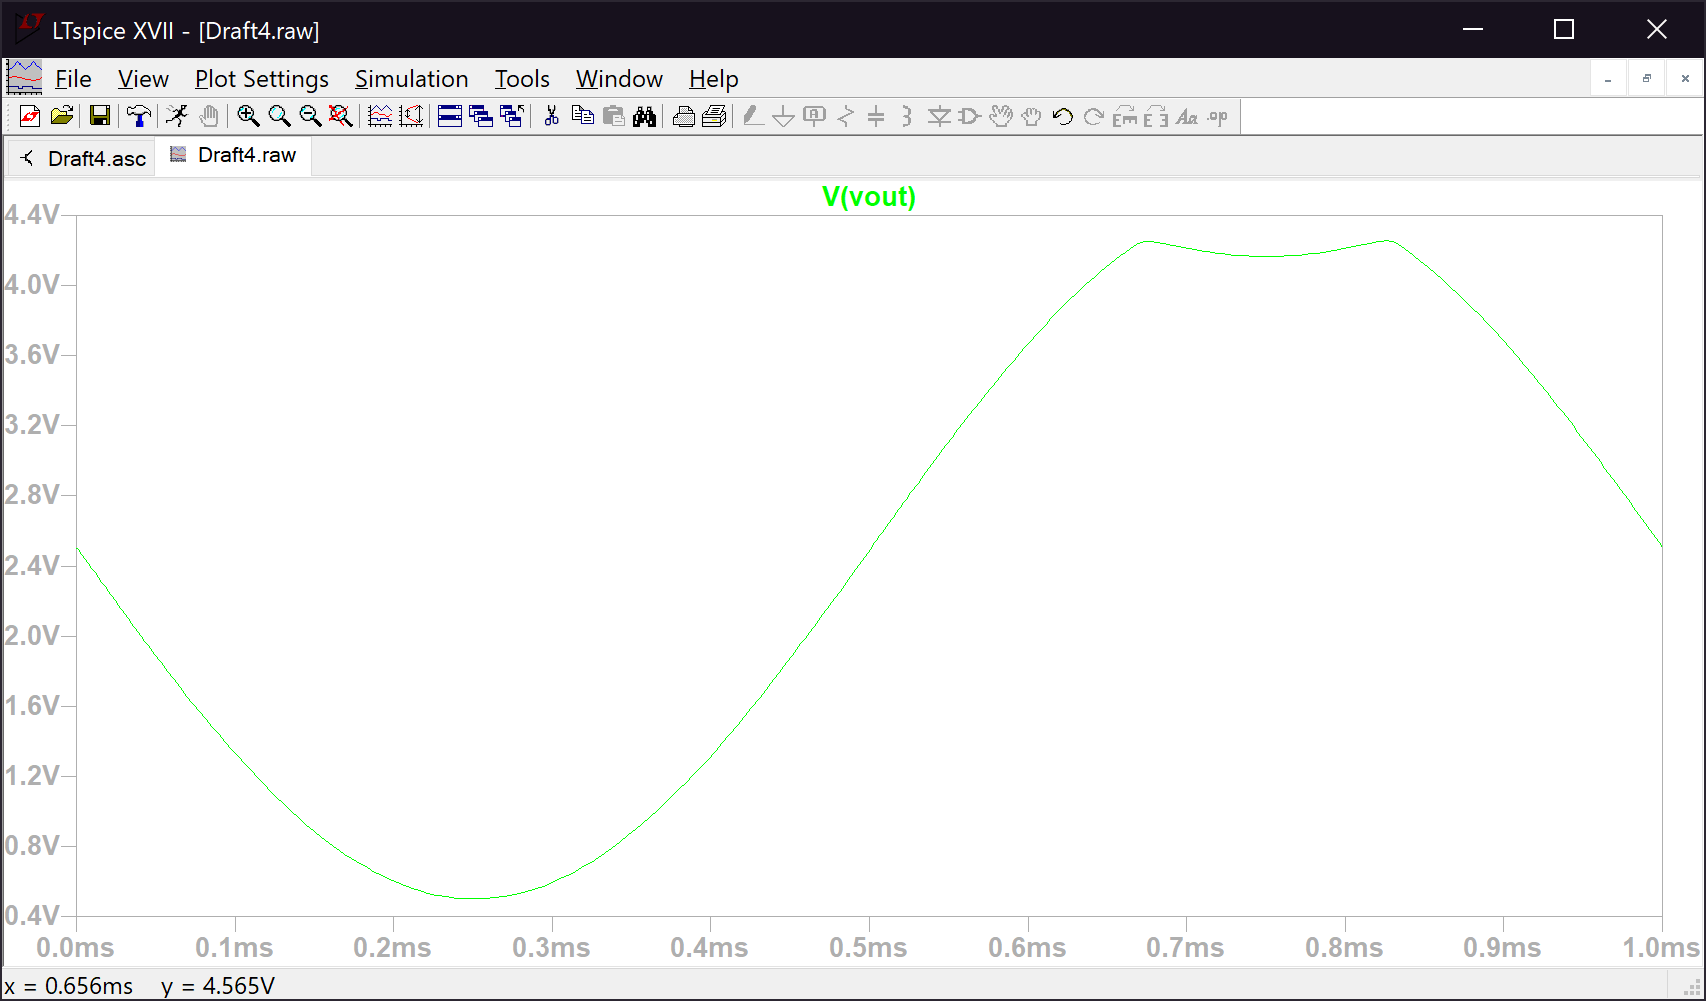 LTspice XVII - [Draft4.raw]
File View Plot Settings Simulation Tools Window Help
Draft4.asc Draft4.raw
V(vout)
4.4V
4.0V
3.6V
3.2V
2.8V
2.4V
2.0V
1.6V
1.2V
0.8V
0.4V
0.0ms 0.1ms 0.2ms 0.3ms 0.4ms 0.5ms 0.6ms 0.7ms 0.8ms 0.9ms 1.0ms
x = 0.656ms y = 4.565V